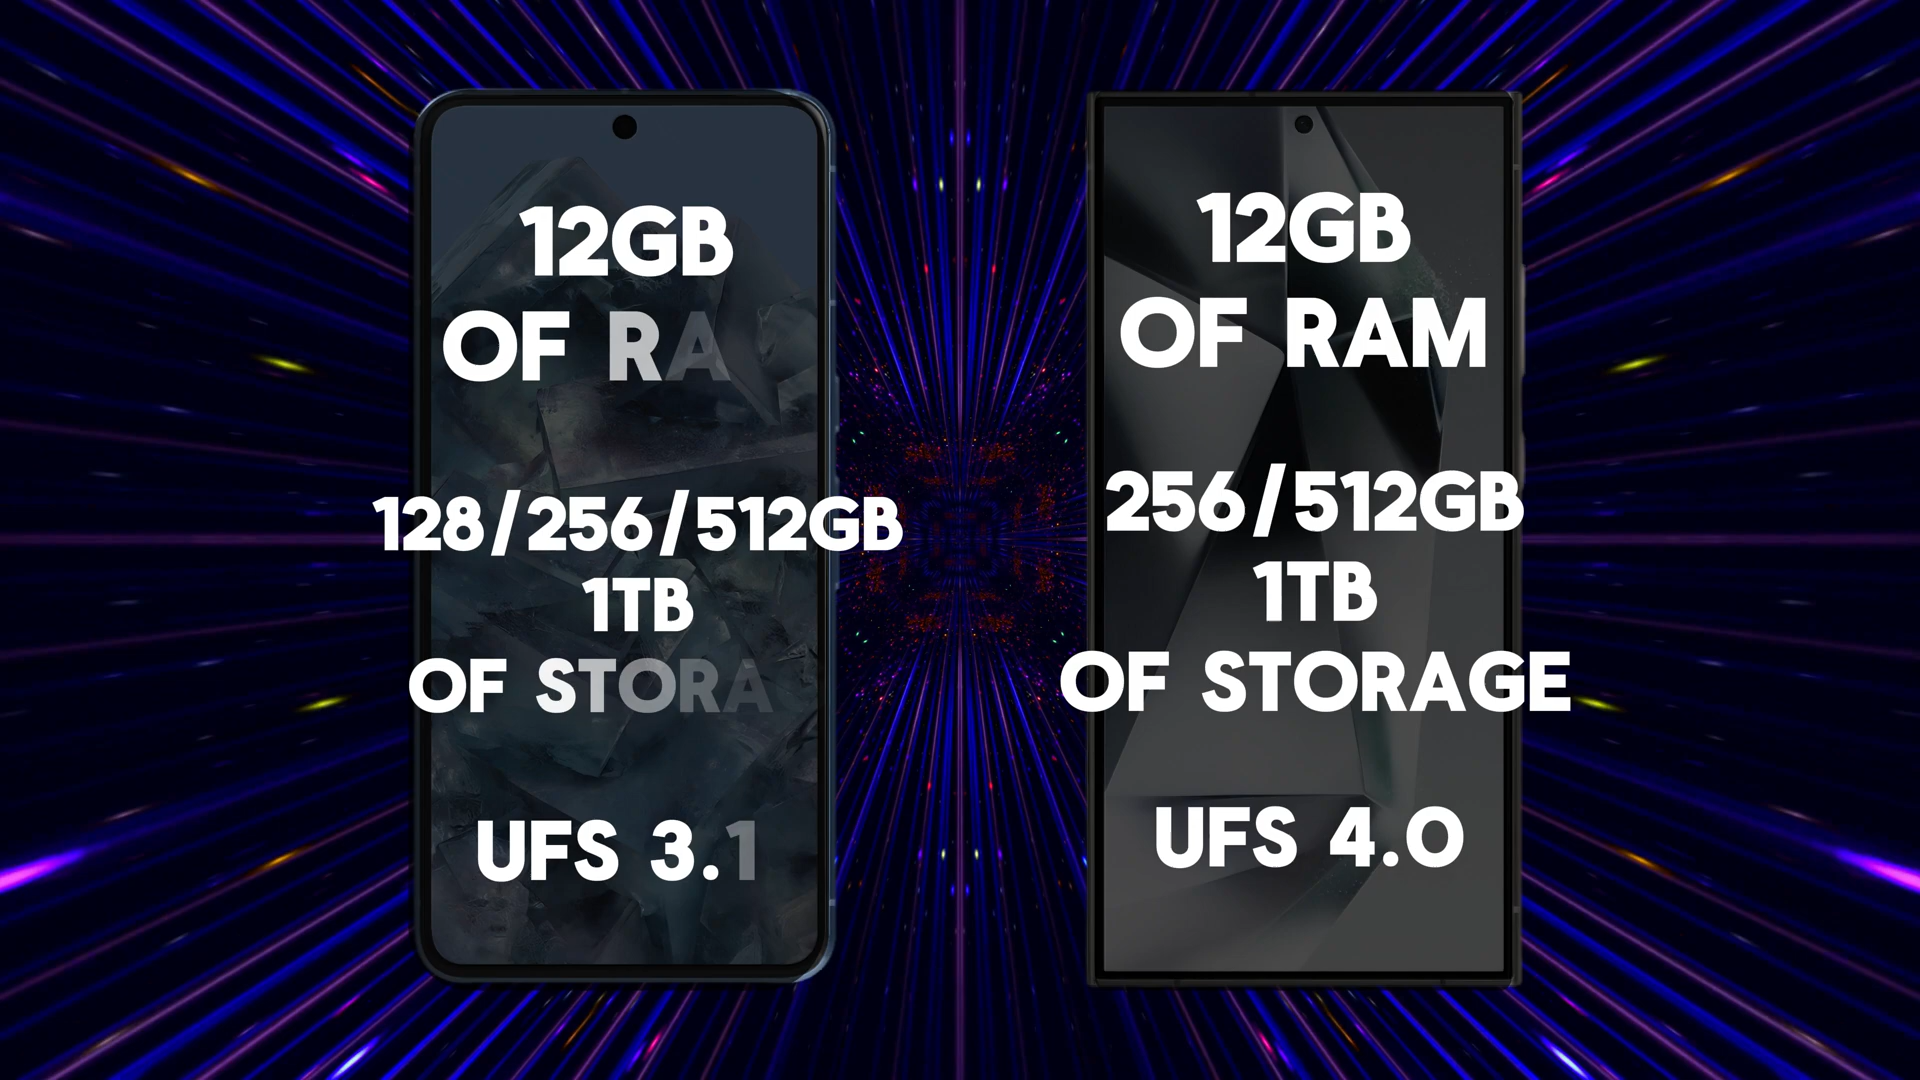 12GB
OF RA
128/256/512GB
1TB
OF STORA
UFS 3.1
12GB
OF RAM
256/512GB
1TB
OF STORAGE
UFS 4.0